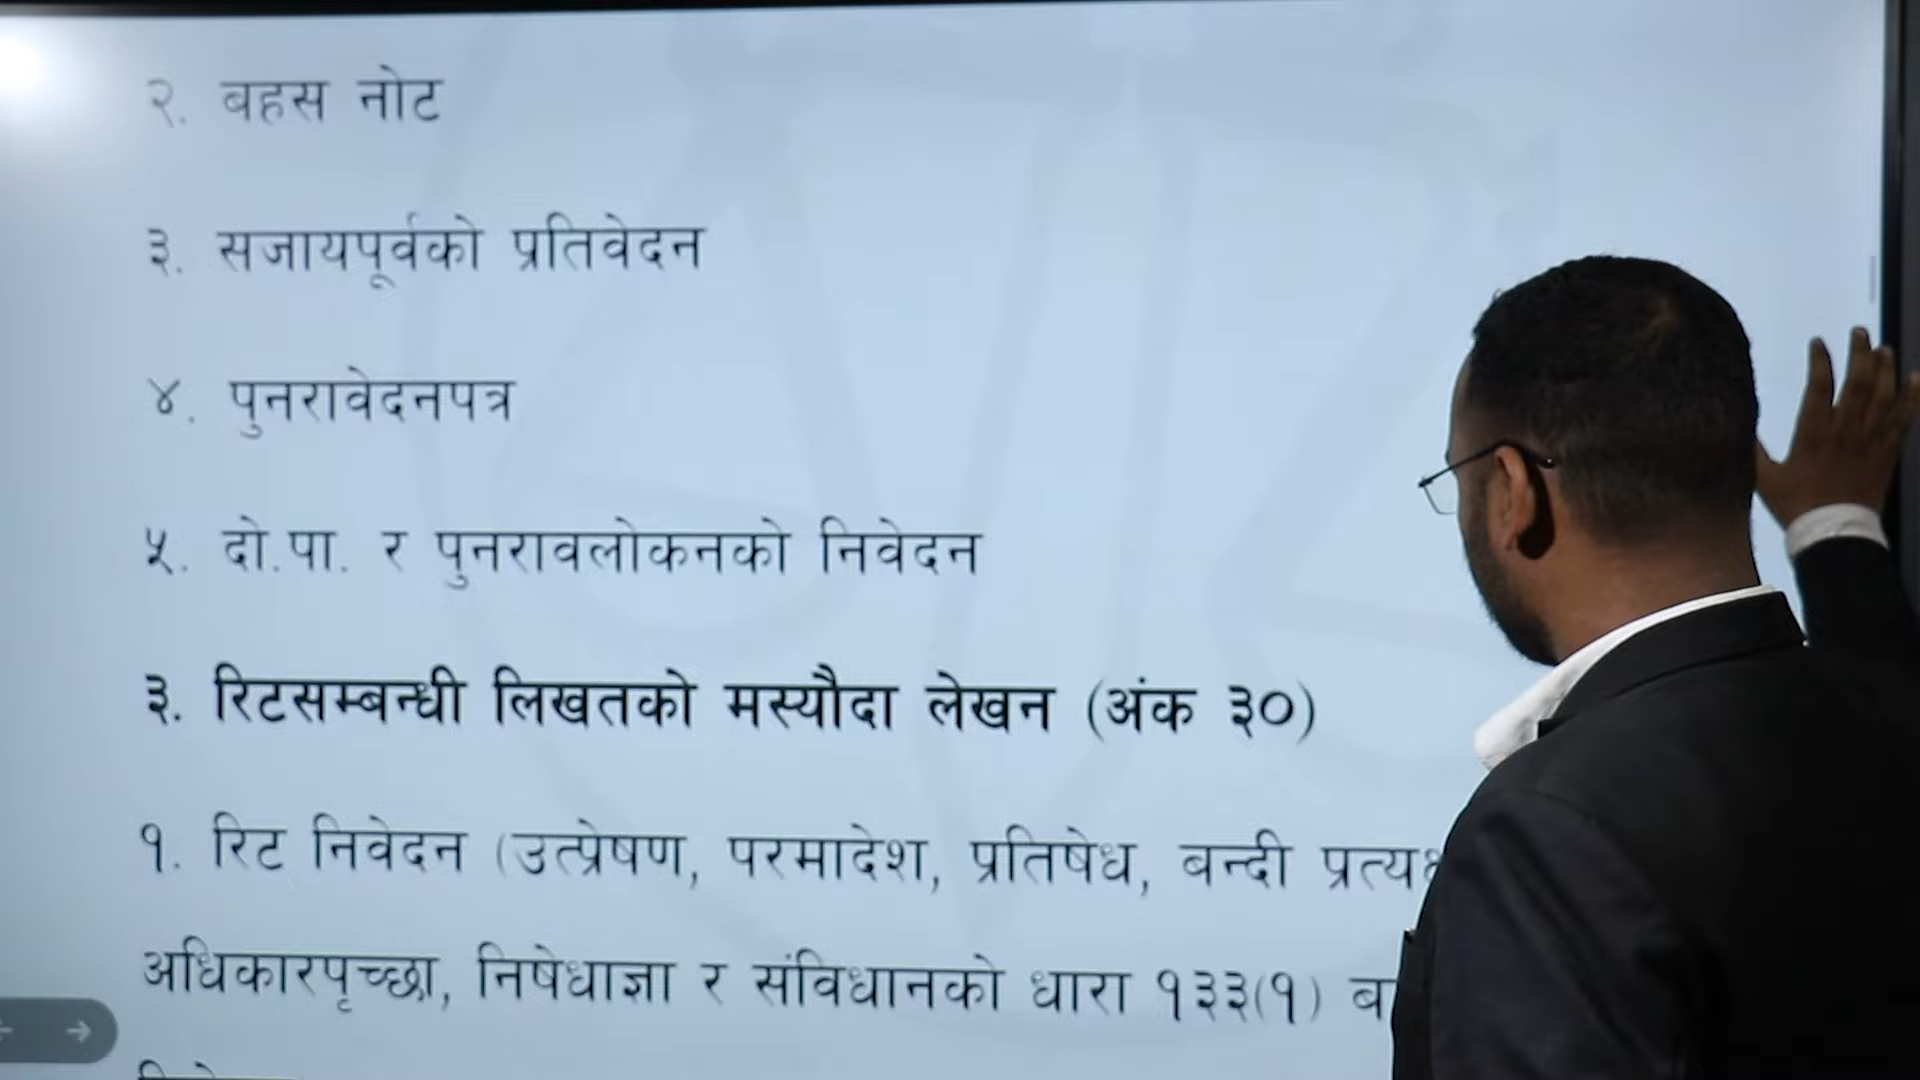 २. बहस नोट
३. सजायपूर्वको प्रतिवेदन
४. पुनरावेदनपत्र
५. दो.पा. र पुनरावलोकनको निवेदन
३. रिटसम्बन्धी लिखतको मस्यौदा लेखन (अंक ३०)
१. रिट निवेदन (उत्प्रेषण, परमादेश, प्रतिषेध, बन्दी
अधिकारपृच्छा, निषेधाज्ञा र संविधानको धारा १३३(१)